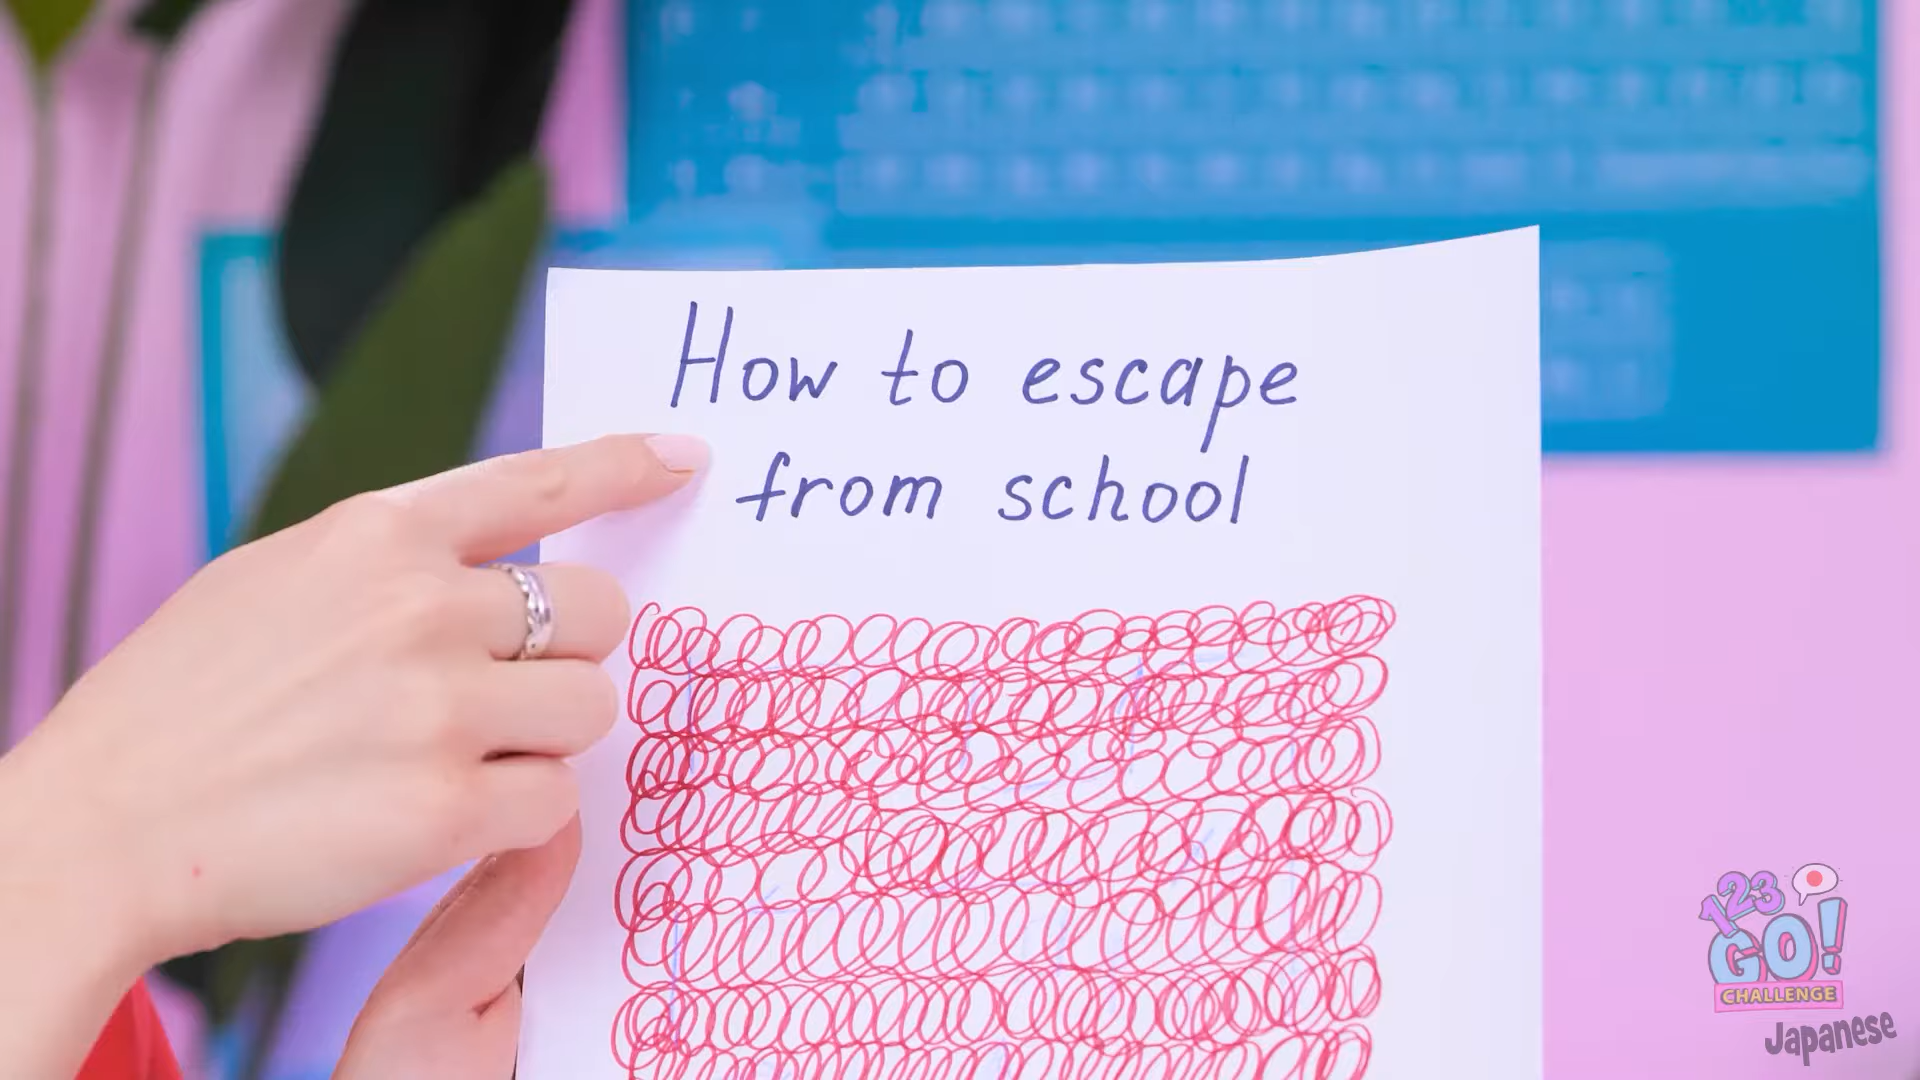 How to escape
from school
123
GO!
CHALLENGE
Japanese